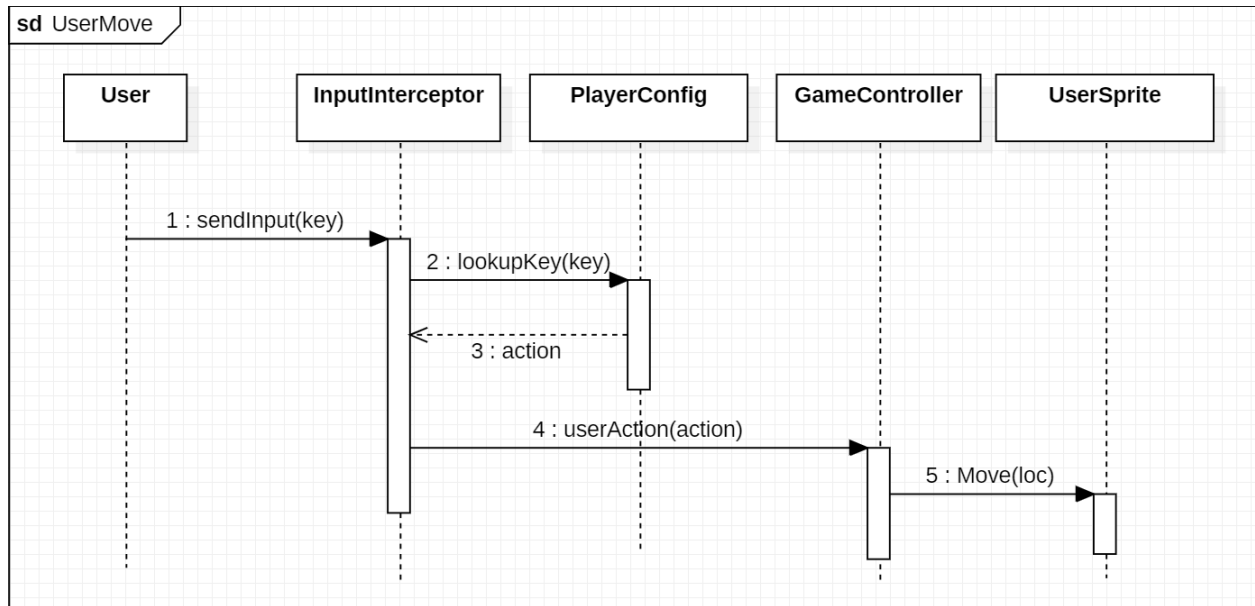 sd UserMove
User
InputInterceptor
PlayerConfig
GameController
UserSprite
1 : sendInput(key)
2 : lookupKey(key)
3 : action
4 : userAction(action)
5 : Move(loc)